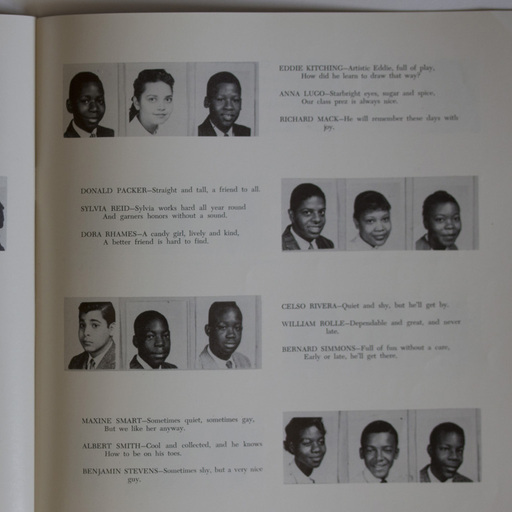 EDDIE KITCHING—Artistic Eddie, full of play,
How did he learn to draw that way?
ANNA LUGO—Starbright eyes, sugar and spice,
Our class poet is always nice.
RICHARD MACK—He will remember these days with
joy.
DONALD PACKER—Straight and tall, a friend to all.
SYLVIA REID—Sylvia works hard all year round
And garners honors without a sound.
DORA RHAMES—A candy girl, lively and kind,
A better friend is hard to find.
CELSO RIVERA—Quiet and shy, but he'll get by.
WILLIAM ROLLE—Dependable and great, and never
late.
BERNARD SIMMONS—Full of fun without a care,
Early or late, he'll get there.
MAXINE SMART—Sometimes quiet, sometimes gay,
But we like her anyway.
ALBERT SMITH—Cool and collected, and he knows
How to be on his toes.
BENJAMIN STEVENS—Sometimes shy, but a very nice
guy.